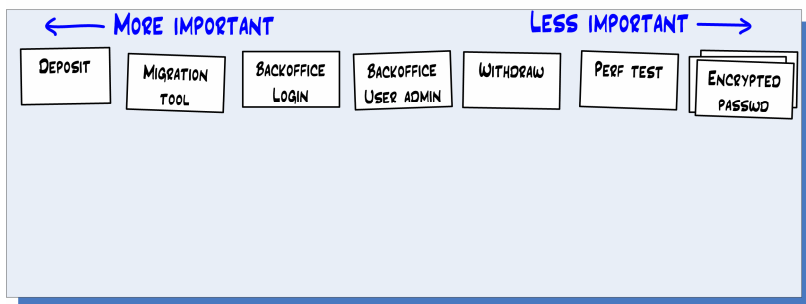 More important
Less important
Deposit
Migration
tool
Backoffice
Login
Backoffice
User admin
Withdraw
Perf test
Encrypted
passwd